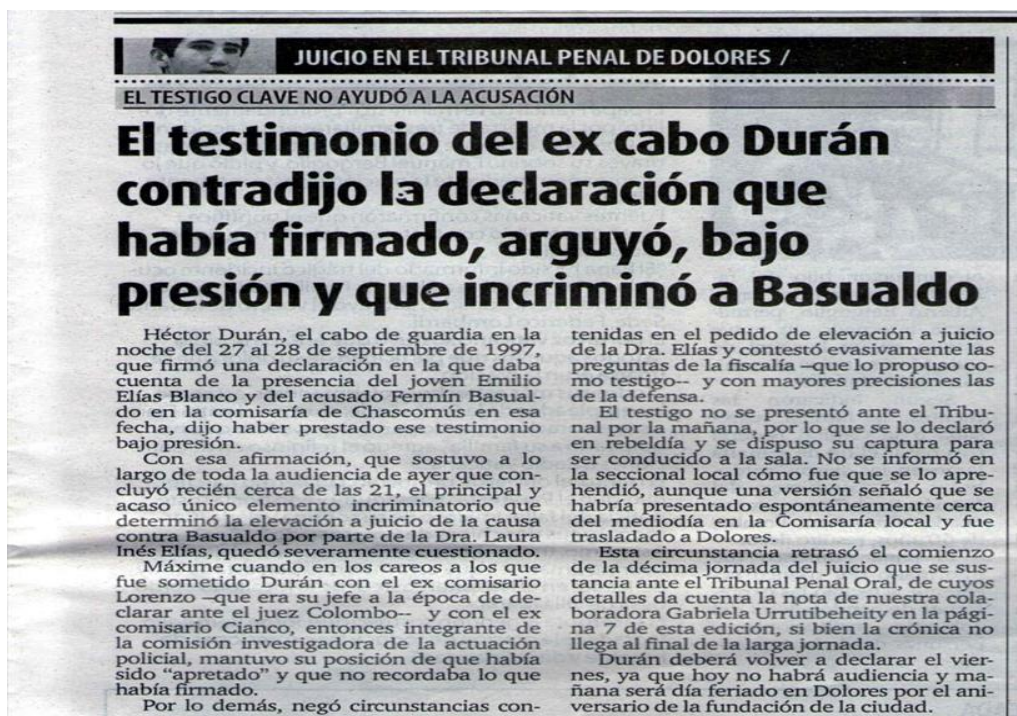 JUICIO EN EL TRIBUNAL PENAL DE DOLORES /
EL TESTIGO CLAVE NO AYUDÓ A LA ACUSACIÓN
El testimonio del ex cabo Durán
contradijo la declaración que
había firmado, arguyó, bajo
presión y que incriminó a Basualdo
Héctor Durán, el cabo de guardia en la
noche del 27 al 28 de septiembre de 1997,
que firmó una declaración en la que daba
cuenta de la presencia del joven Emilio
Elías Blanco y del acusado Fermín Basual-
do en la comisaría de Chascomús en esa
fecha, dijo haber prestado ese testimonio
bajo presión.
Con esa afirmación, que sostuvo a lo
largo de toda la audiencia de ayer que con-
cluyó recién cerca de las 21, el principal y
acaso único elemento incriminatorio que
determinó la elevación a juicio de la causa
contra Basualdo por parte de la Dra. Laura
Inés Elías, quedó severamente cuestionado.
Máxime cuando en los careos a los que
fue sometido Durán con el ex comisario
Lorenzo –que era su jefe a la época de de-
clarar ante el juez Colombo-- y con el ex
comisario Cianco, entonces integrante de
la comisión investigadora de la actuación
policial, mantuvo su posición de que había
sido “apretado” y que no recordaba lo que
había firmado.
Por lo demás, negó circunstancias con-
tenidas en el pedido de elevación a juicio
de la Dra. Elías y contestó evasivamente las
preguntas de la fiscalía –que lo propuso co-
mo testigo-- y con mayores precisiones las
de la defensa.
El testigo no se presentó ante el Tribu-
nal por la mañana, por lo que se lo declaró
en rebeldía y se dispuso su captura para
ser conducido a la sala. No se informó en
la seccional local cómo fue que se lo apre-
hendió, aunque una versión señaló que se
habría presentado espontáneamente cerca
del mediodía en la Comisaría local y fue
trasladado a Dolores.
Esta circunstancia retrasó el comienzo
de la décima jornada del juicio que se sus-
tancia ante el Tribunal Penal Oral, de cuyos
detalles da cuenta la nota de nuestra cola-
boradora Gabriela Urrutibeheity en la pági-
na 7 de esta edición, si bien la crónica no
llega al final de la larga jornada.
Durán deberá volver a declarar el vier-
nes, ya que hoy no habrá audiencia y ma-
ñana será día feriado en Dolores por el ani-
versario de la fundación de la ciudad.